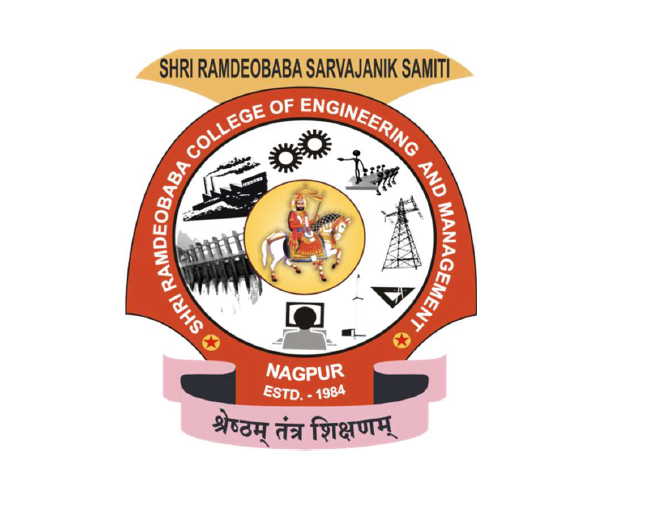 SHRI RAMDEOBABA SARVAJANIK SAMITI
SHRI RAMDEOBABA COLLEGE OF ENGINEERING AND MANAGEMENT
NAGPUR
ESTD. - 1984
श्रेष्ठम् तंत्र शिक्षणम्